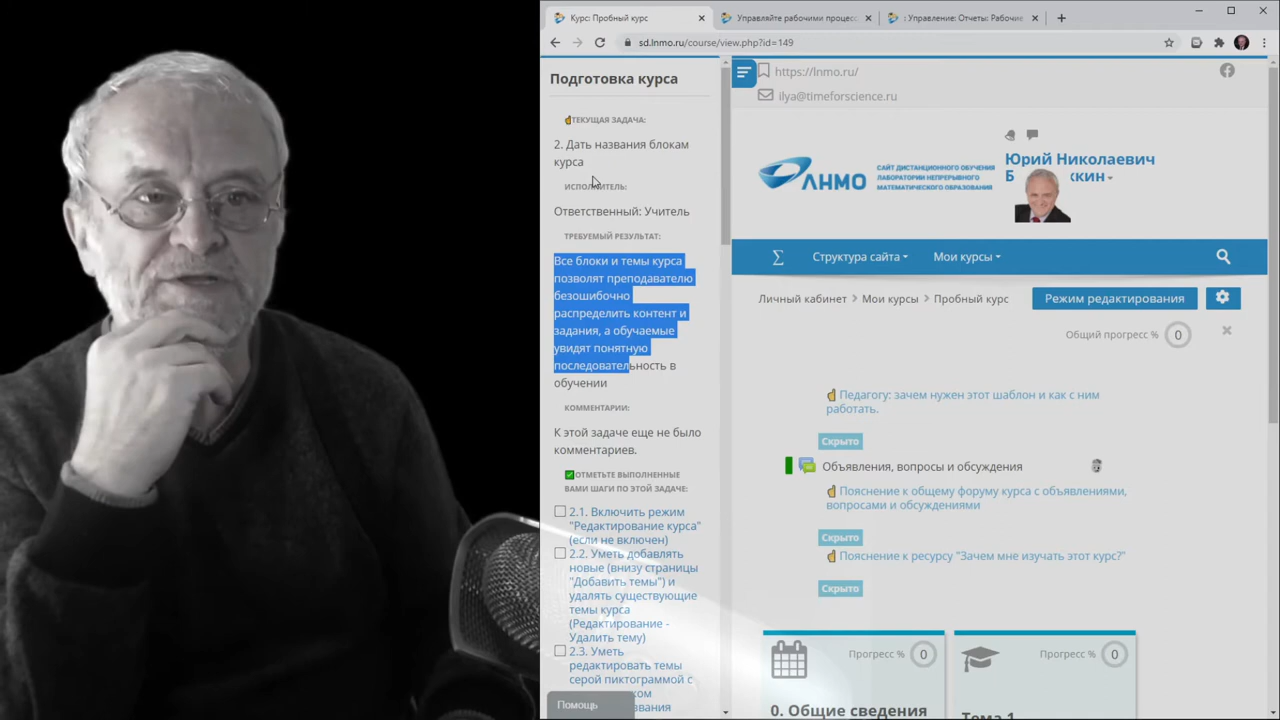 Курс: Пробный курс
Управляйте рабочими процесс
: Управление: Отчеты: Рабочие
sd.lnmo.ru/course/view.php?id=149
Подготовка курса
ТЕКУЩАЯ ЗАДАЧА:
2. Дать названия блокам
курса
ИСПОЛНИТЕЛЬ:
Ответственный: Учитель
ТРЕБУЕМЫЙ РЕЗУЛЬТАТ:
Все блоки и темы курса
позволят преподавателю
безошибочно
распределить контент и
задания, а обучаемые
увидят понятную
последовательность в
обучении
КОММЕНТАРИИ:
К этой задаче еще не было
комментариев.
ОТМЕТЬТЕ ВЫПОЛНЕННЫЕ
ВАМИ ШАГИ ПО ЭТОЙ ЗАДАЧЕ:
2.1. Включить режим
"Редактирование курса"
(если не включен)
2.2. Уметь добавлять
новые (внизу страницы
"Добавить темы") и
удалять существующие
темы курса
(Редактирование -
Удалить тему)
2.3. Уметь
редактировать темы
серой пиктограммой с
Помощь
https://lnmo.ru/
ilya@timeforscience.ru
ЛНМО
САЙТ ДИСТАНЦИОННОГО ОБУЧЕНИЯ
ЛАБОРАТОРИИ НЕПРЕРЫВНОГО
МАТЕМАТИЧЕСКОГО ОБРАЗОВАНИЯ
Юрий Николаевич
Структура сайта
Мои курсы
Личный кабинет > Мои курсы > Пробный курс
Режим редактирования
Общий прогресс % 0
Педагогу: зачем нужен этот шаблон и как с ним
работать.
Скрыто
Объявления, вопросы и обсуждения
Пояснение к общему форуму курса с объявлениями,
вопросами и обсуждениями
Скрыто
Пояснение к ресурсу "Зачем мне изучать этот курс?"
Скрыто
Прогресс % 0
Прогресс % 0
0. Общие сведения
Тема 1